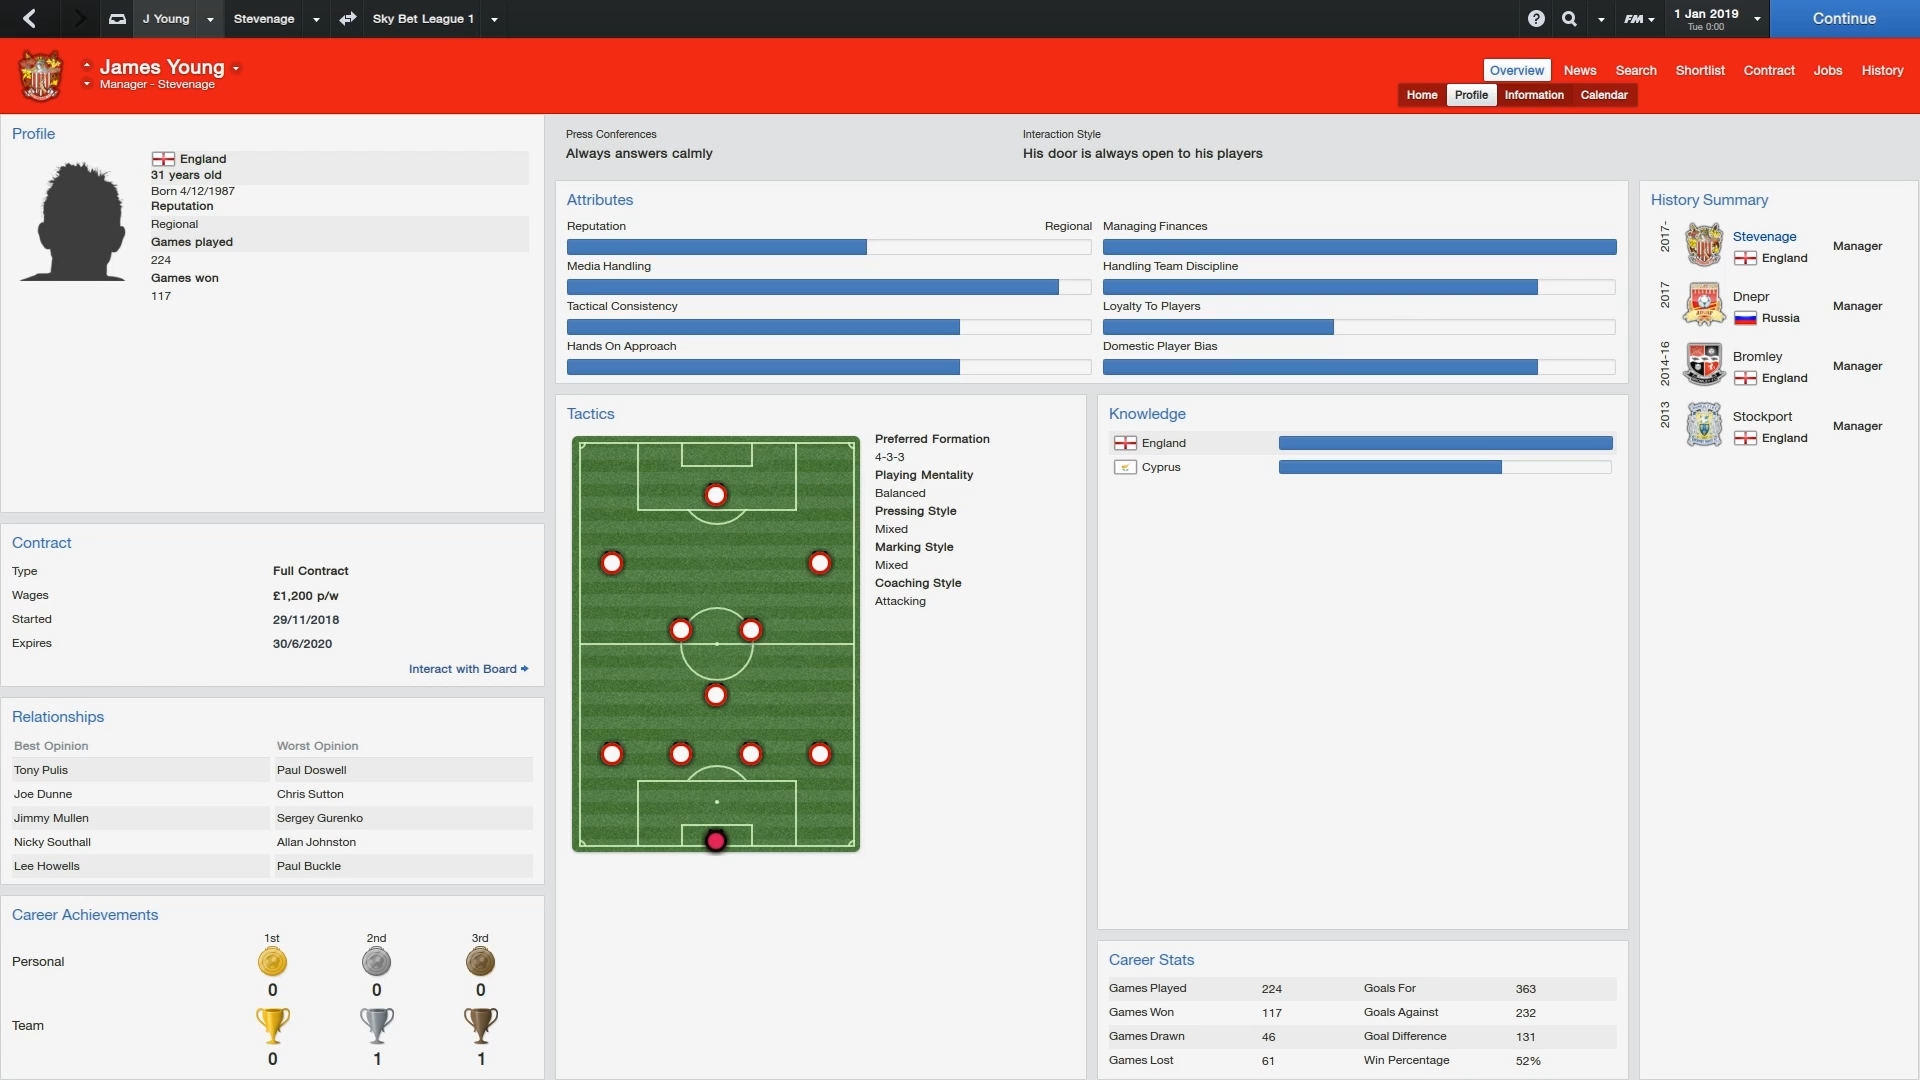 J Young
Stevenage
Sky Bet League 1
?
FM
1 Jan 2019
Tue 0:00
Continue
James Young
Manager - Stevenage
Overview
News
Search
Shortlist
Contract
Jobs
History
Home
Profile
Information
Calendar
Profile
England
31 years old
Born 4/12/1987
Reputation
Regional
Games played
224
Games won
117
Contract
Type Full Contract
Wages £1,200 p/w
Started 29/11/2018
Expires 30/6/2020
Interact with Board
Relationships
Best Opinion Worst Opinion
Tony Pulis Paul Doswell
Joe Dunne Chris Sutton
Jimmy Mullen Sergey Gurenko
Nicky Southall Allan Johnston
Lee Howells Paul Buckle
Career Achievements
1st 2nd 3rd
Personal
0 0 0
Team
0 1 1
Press Conferences
Always answers calmly
Interaction Style
His door is always open to his players
Attributes
Reputation Regional
Media Handling
Tactical Consistency
Hands On Approach
Managing Finances
Handling Team Discipline
Loyalty To Players
Domestic Player Bias
Tactics
Preferred Formation
4-3-3
Playing Mentality
Balanced
Pressing Style
Mixed
Marking Style
Mixed
Coaching Style
Attacking
Knowledge
England
Cyprus
Career Stats
Games Played 224 Goals For 363
Games Won 117 Goals Against 232
Games Drawn 46 Goal Difference 131
Games Lost 61 Win Percentage 52%
History Summary
2017-
Stevenage
England
Manager
2017
Dnepr
Russia
Manager
2014-16
Bromley
England
Manager
2013
Stockport
England
Manager